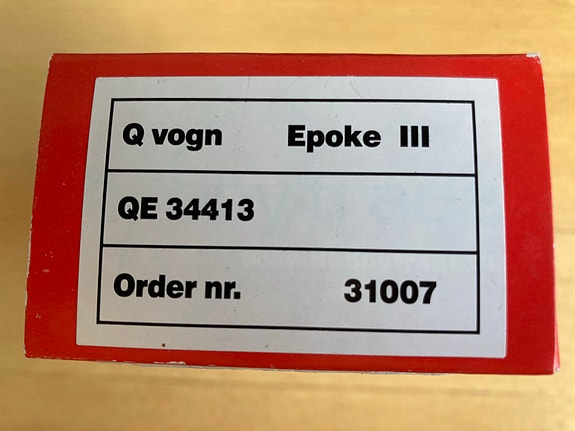 Q vogn Epoke III
QE 34413
Order nr. 31007